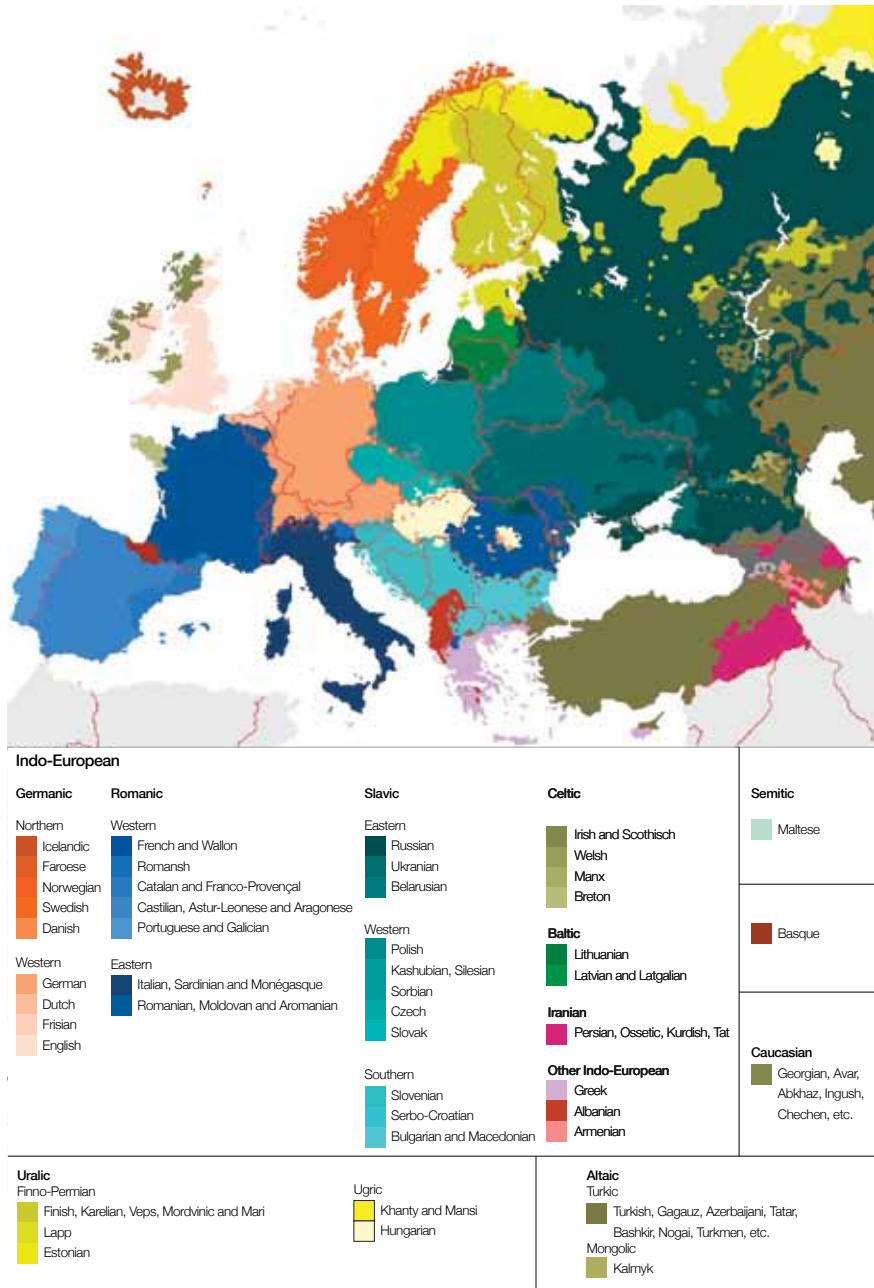 Indo-European
Germanic
Northern
Icelandic
Faroese
Norwegian
Swedish
Danish
Western
German
Dutch
Frisian
English
Romanic
Western
French and Wallon
Romansh
Catalan and Franco-Provençal
Castilian, Astur-Leonese and Aragonese
Portuguese and Galician
Eastern
Italian, Sardinian and Monégasque
Romanian, Moldovan and Aromanian
Slavic
Eastern
Russian
Ukranian
Belarusian
Western
Polish
Kashubian, Silesian
Sorbian
Czech
Slovak
Southern
Slovenian
Serbo-Croatian
Bulgarian and Macedonian
Celtic
Irish and Scothisch
Welsh
Manx
Breton
Baltic
Lithuanian
Latvian and Latgalian
Iranian
Persian, Ossetic, Kurdish, Tat
Other Indo-European
Greek
Albanian
Armenian
Semitic
Maltese
Basque
Caucasian
Georgian, Avar,
Abkhaz, Ingush,
Chechen, etc.
Uralic
Finno-Permian
Finish, Karelian, Veps, Mordvinic and Mari
Lapp
Estonian
Ugric
Khanty and Mansi
Hungarian
Altaic
Turkic
Turkish, Gagauz, Azerbaijani, Tatar,
Bashkir, Nogai, Turkmen, etc.
Mongolic
Kalmyk